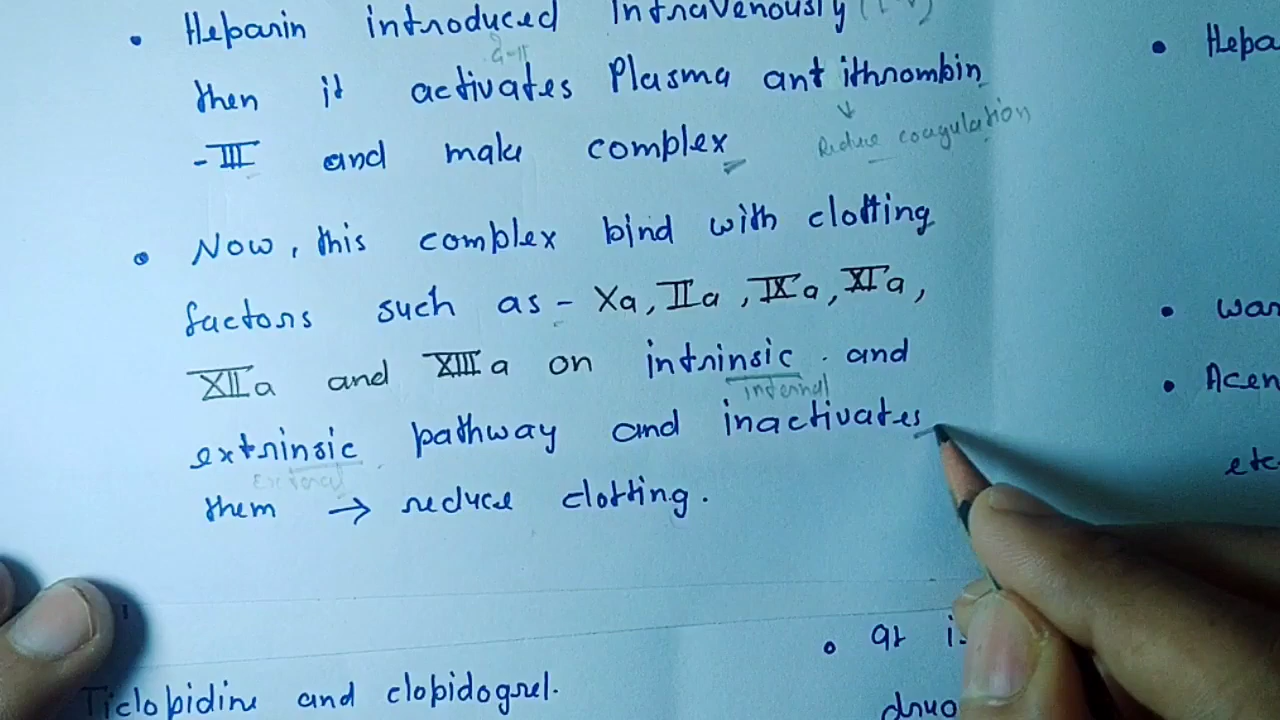 • Heparin introduced Intravenously (I.V)
then it activates Plasma antithrombin
-III and make complex
Reduce coagulation
• Now, this complex bind with clotting
factors such as - Xa, IIa, IXa, XIa,
XIIa and XIIIa on intrinsic and
internal
extrinsic pathway and inactivates
External
them → reduce clotting.
Ticlopidine and clopidogrel.
• Hepa
• war
• Acen
etc
• It is
drug